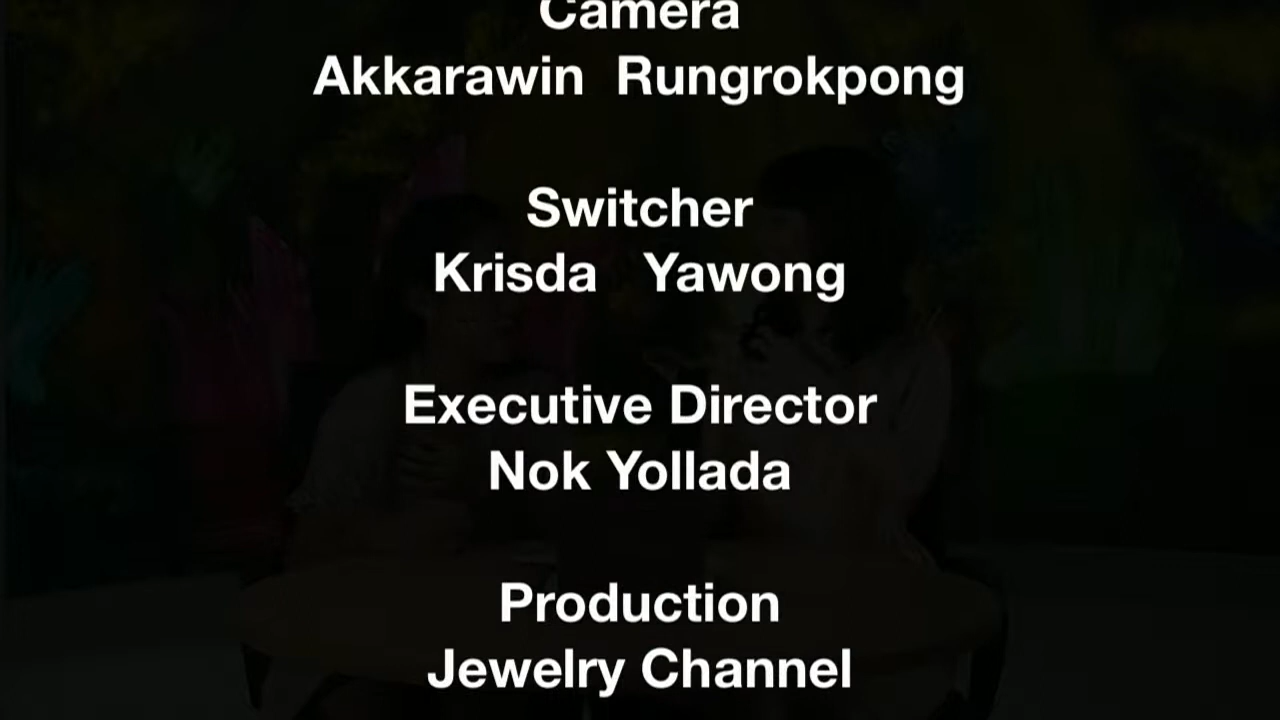 Camera
Akkarawin Rungrokpong
Switcher
Krisda Yawong
Executive Director
Nok Yollada
Production
Jewelry Channel